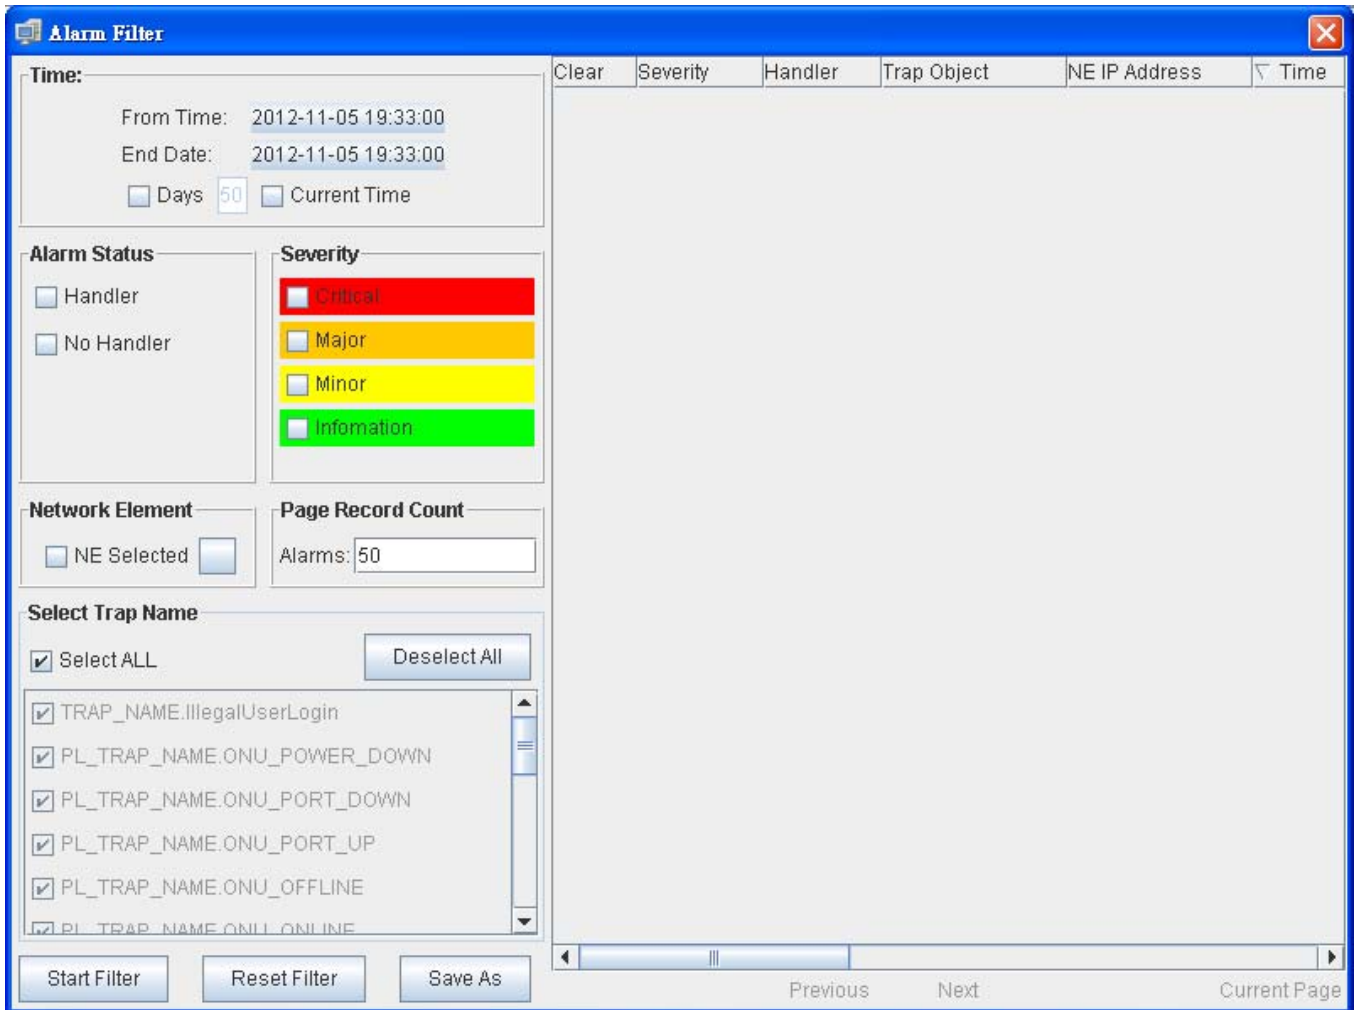 Alarm Filter
Time:
From Time: 2012-11-05 19:33:00
End Date: 2012-11-05 19:33:00
Days 50 Current Time
Alarm Status
Handler
No Handler
Severity
Critical
Major
Minor
Infomation
Network Element
NE Selected
Page Record Count
Alarms: 50
Select Trap Name
Select ALL Deselect All
TRAP_NAME.IllegalUserLogin
PL_TRAP_NAME.ONU_POWER_DOWN
PL_TRAP_NAME.ONU_PORT_DOWN
PL_TRAP_NAME.ONU_PORT_UP
PL_TRAP_NAME.ONU_OFFLINE
PL_TRAP_NAME.ONU_ONLINE
Start Filter Reset Filter Save As
Clear Severity Handler Trap Object NE IP Address Time
Previous Next Current Page